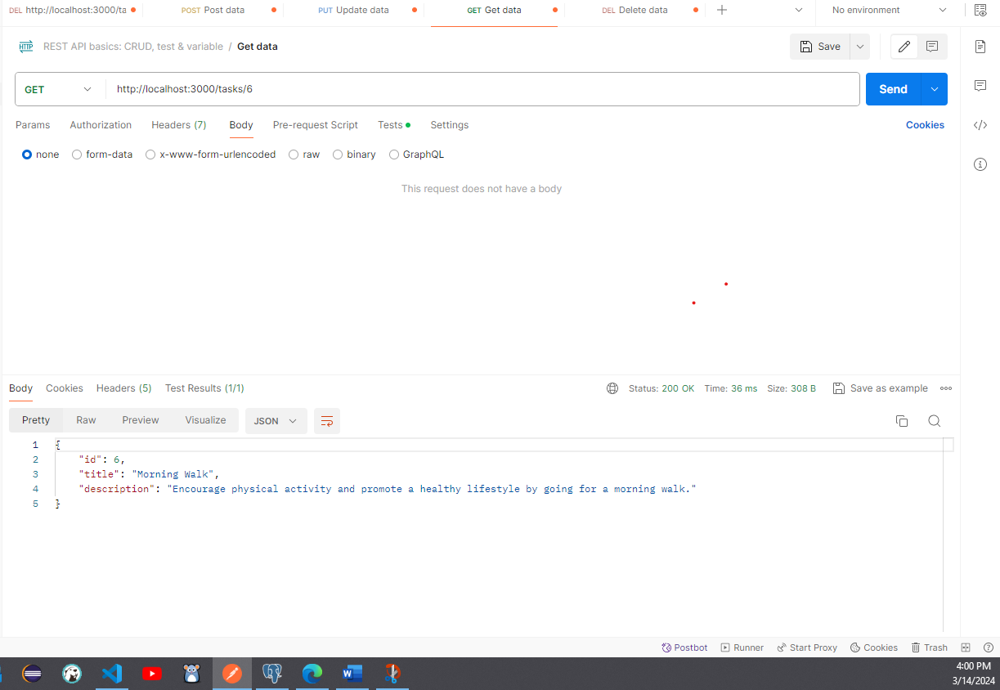 DEL http://localhost:3000/ta POST Post data PUT Update data GET Get data DEL Delete data No environment
HTTP REST API basics: CRUD, test & variable / Get data Save
GET http://localhost:3000/tasks/6 Send
Params Authorization Headers (7) Body Pre-request Script Tests Settings Cookies
none form-data x-www-form-urlencoded raw binary GraphQL
This request does not have a body
Body Cookies Headers (5) Test Results (1/1) Status: 200 OK Time: 36 ms Size: 308 B Save as example
Pretty Raw Preview Visualize JSON
1 {
2 "id": 6,
3 "title": "Morning Walk",
4 "description": "Encourage physical activity and promote a healthy lifestyle by going for a morning walk."
5 }
Postbot Runner Start Proxy Cookies Trash
4:00 PM
3/14/2024